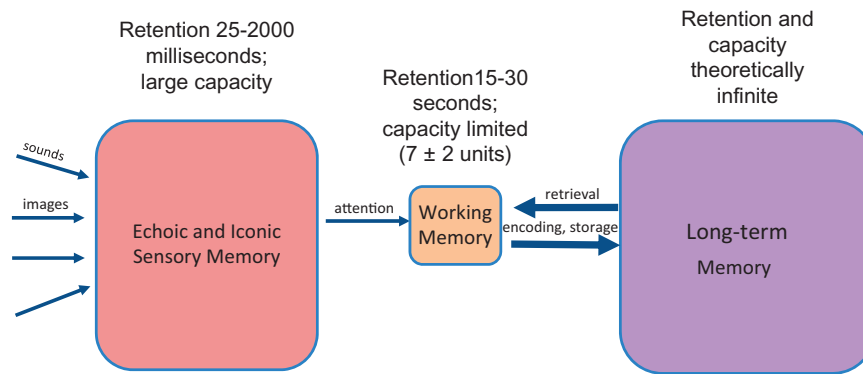 Retention 25-2000
milliseconds;
large capacity
Retention15-30
seconds;
capacity limited
(7 ± 2 units)
Retention and
capacity
theoretically
infinite
sounds
images
Echoic and Iconic
Sensory Memory
attention
Working
Memory
retrieval
encoding, storage
Long-term
Memory